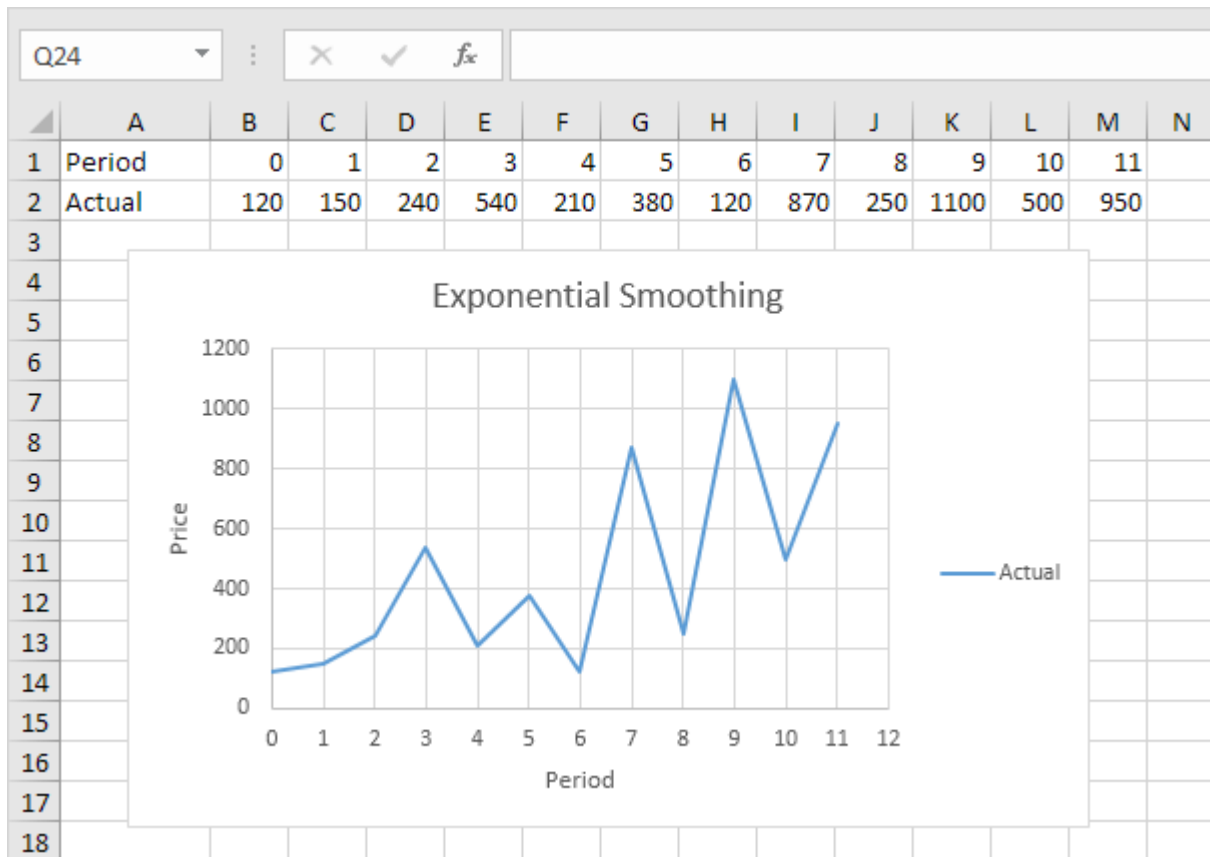 Q24 fx
A B C D E F G H I J K L M N
1 Period 0 1 2 3 4 5 6 7 8 9 10 11
2 Actual 120 150 240 540 210 380 120 870 250 1100 500 950
3
4
5
6
7
8
9
10
11
12
13
14
15
16
17
18
Exponential Smoothing
1200
1000
800
600
400
200
0
0 1 2 3 4 5 6 7 8 9 10 11 12
Price
Period
Actual